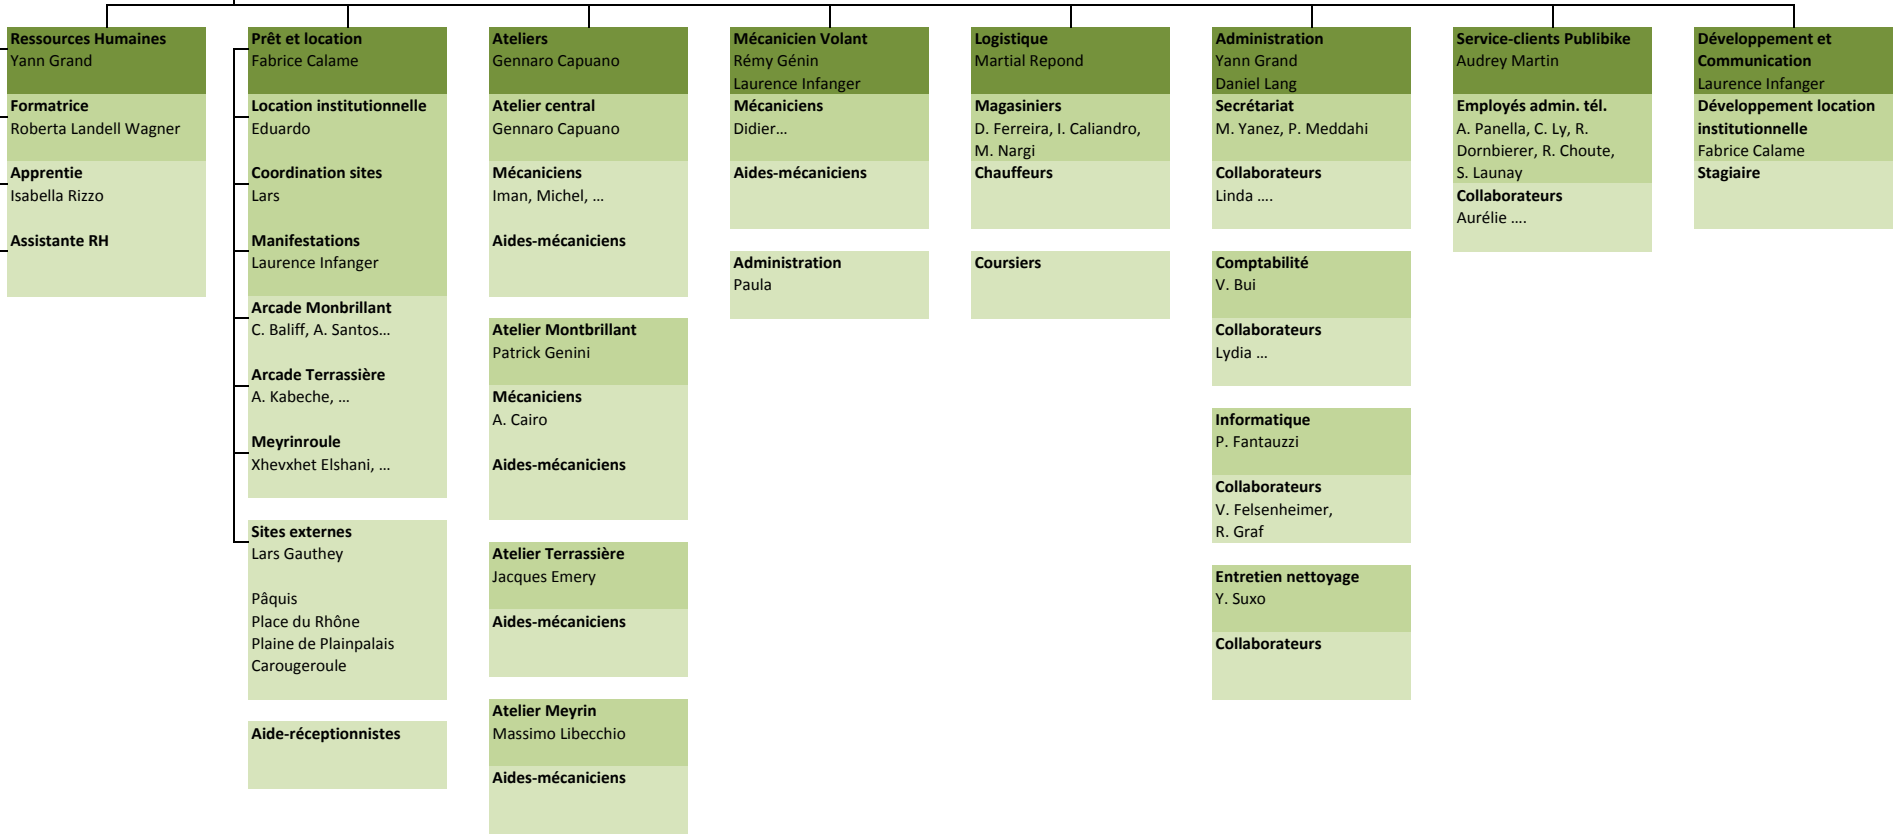 Ressources Humaines
Yann Grand
Formatrice
Roberta Landell Wagner
Apprentie
Isabella Rizzo
Assistante RH
Prêt et location
Fabrice Calame
Location institutionnelle
Eduardo
Coordination sites
Lars
Manifestations
Laurence Infanger
Arcade Monbrillant
C. Baliff, A. Santos…
Arcade Terrassière
A. Kabeche, …
Meyrinroule
Xhevxhet Elshani, …
Sites externes
Lars Gauthey
Pâquis
Place du Rhône
Plaine de Plainpalais
Carougeroule
Aide-réceptionnistes
Ateliers
Gennaro Capuano
Atelier central
Gennaro Capuano
Mécaniciens
Iman, Michel, …
Aides-mécaniciens
Atelier Montbrillant
Patrick Genini
Mécaniciens
A. Cairo
Aides-mécaniciens
Atelier Terrassière
Jacques Emery
Aides-mécaniciens
Atelier Meyrin
Massimo Libecchio
Aides-mécaniciens
Mécanicien Volant
Rémy Génin
Laurence Infanger
Mécaniciens
Didier…
Aides-mécaniciens
Administration
Paula
Logistique
Martial Repond
Magasiniers
D. Ferreira, I. Caliandro,
M. Nargi
Chauffeurs
Coursiers
Administration
Yann Grand
Daniel Lang
Secrétariat
M. Yanez, P. Meddahi
Collaborateurs
Linda ….
Comptabilité
V. Bui
Collaborateurs
Lydia …
Informatique
P. Fantauzzi
Collaborateurs
V. Felsenheimer,
R. Graf
Entretien nettoyage
Y. Suxo
Collaborateurs
Service-clients Publibike
Audrey Martin
Employés admin. tél.
A. Panella, C. Ly, R.
Dornbierer, R. Choute,
S. Launay
Collaborateurs
Aurélie ….
Développement et
Communication
Laurence Infanger
Développement location
institutionnelle
Fabrice Calame
Stagiaire